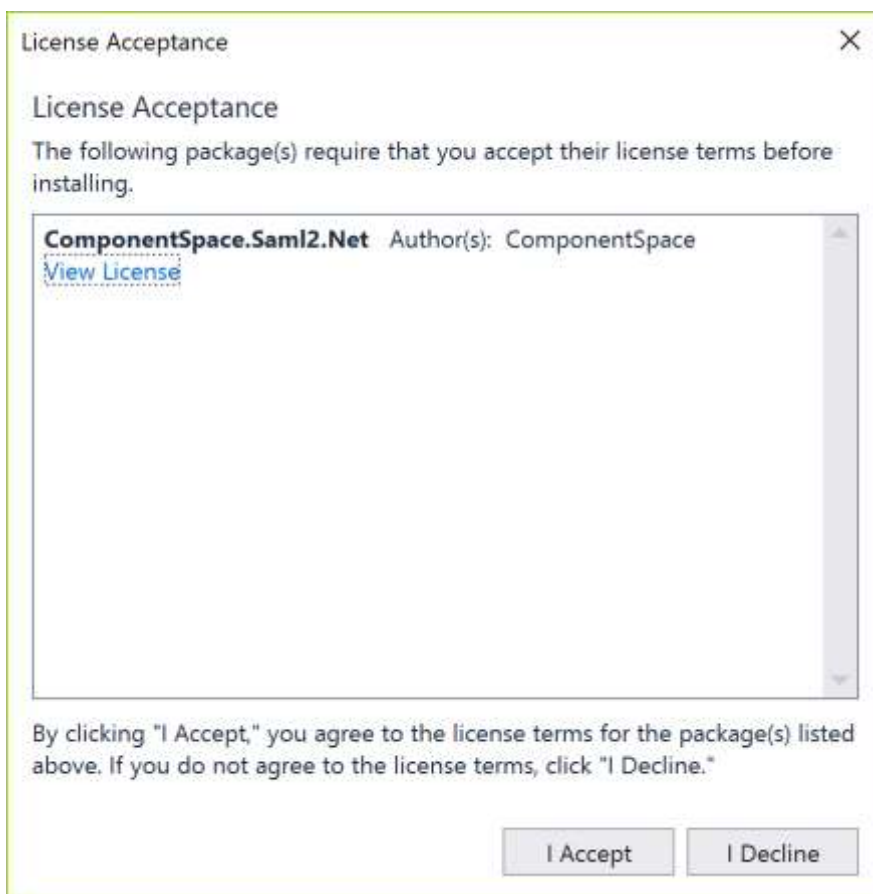 License Acceptance
License Acceptance
The following package(s) require that you accept their license terms before
installing.
ComponentSpace.Saml2.Net Author(s): ComponentSpace
View License
By clicking "I Accept," you agree to the license terms for the package(s) listed
above. If you do not agree to the license terms, click "I Decline."
I Accept I Decline